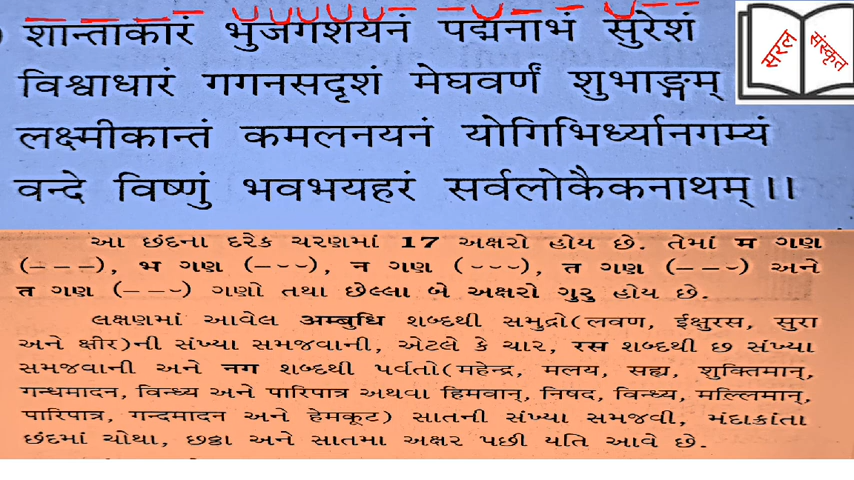 शान्ताकारं भुजगशयनं पद्मनाभं सुरेशं
विश्वाधारं गगनसदृशं मेघवर्णं शुभाङ्गम्
लक्ष्मीकान्तं कमलनयनं योगिभिर्ध्यानगम्यं
वन्दे विष्णुं भवभयहरं सर्वलोकैकनाथम् ।।
सरल संस्कृत
આ છંદના દરેક ચરણમાં 17 અક્ષરો હોય છે. તેમાં મ ગણ
(– – –), ભ ગણ (– ⏑ ⏑), ન ગણ (⏑ ⏑ ⏑), ત ગણ (– – ⏑) અને
ત ગણ (– – ⏑) ગણો તથા છેલ્લા બે અક્ષરો ગુરુ હોય છે.
લક્ષણમાં આવેલ અમ્બુધિ શબ્દથી સમુદ્રો(લવણ, ઈક્ષુરસ, સુરા
અને ક્ષીર)ની સંખ્યા સમજવાની, એટલે કે ચાર, રસ શબ્દથી છ સંખ્યા
સમજવાની અને નગ શબ્દથી પર્વતો(મહેન્દ્ર, મલય, સહ્ય, શુક્તિમાન્,
ગન્ધમાદન, વિન્ધ્ય અને પારિપાત્ર અથવા હિમવાન્, નિષદ, વિન્ધ્ય, મલ્લિમાન્,
પારિપાત્ર, ગન્દમાદન અને હેમકૂટ) સાતની સંખ્યા સમજવી, મંદાક્રાંતા
છંદમાં ચોથા, છઠ્ઠા અને સાતમા અક્ષર પછી યતિ આવે છે.